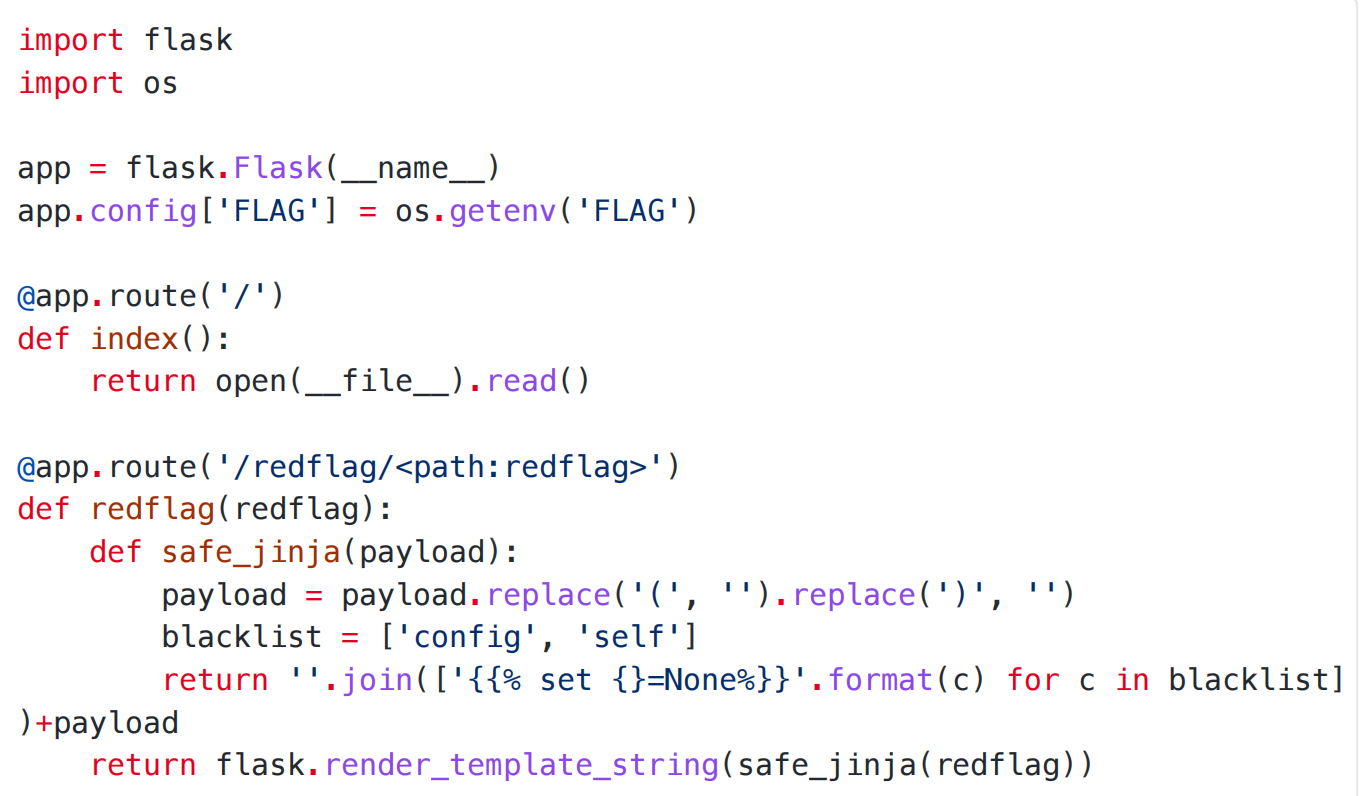 import flask
import os
app = flask.Flask(__name__)
app.config['FLAG'] = os.getenv('FLAG')
@app.route('/')
def index():
    return open(__file__).read()
@app.route('/redflag/<path:redflag>')
def redflag(redflag):
    def safe_jinja(payload):
        payload = payload.replace('(', '').replace(')', '')
        blacklist = ['config', 'self']
        return ''.join(['{{% set {}=None%}}'.format(c) for c in blacklist]
)+payload
    return flask.render_template_string(safe_jinja(redflag))